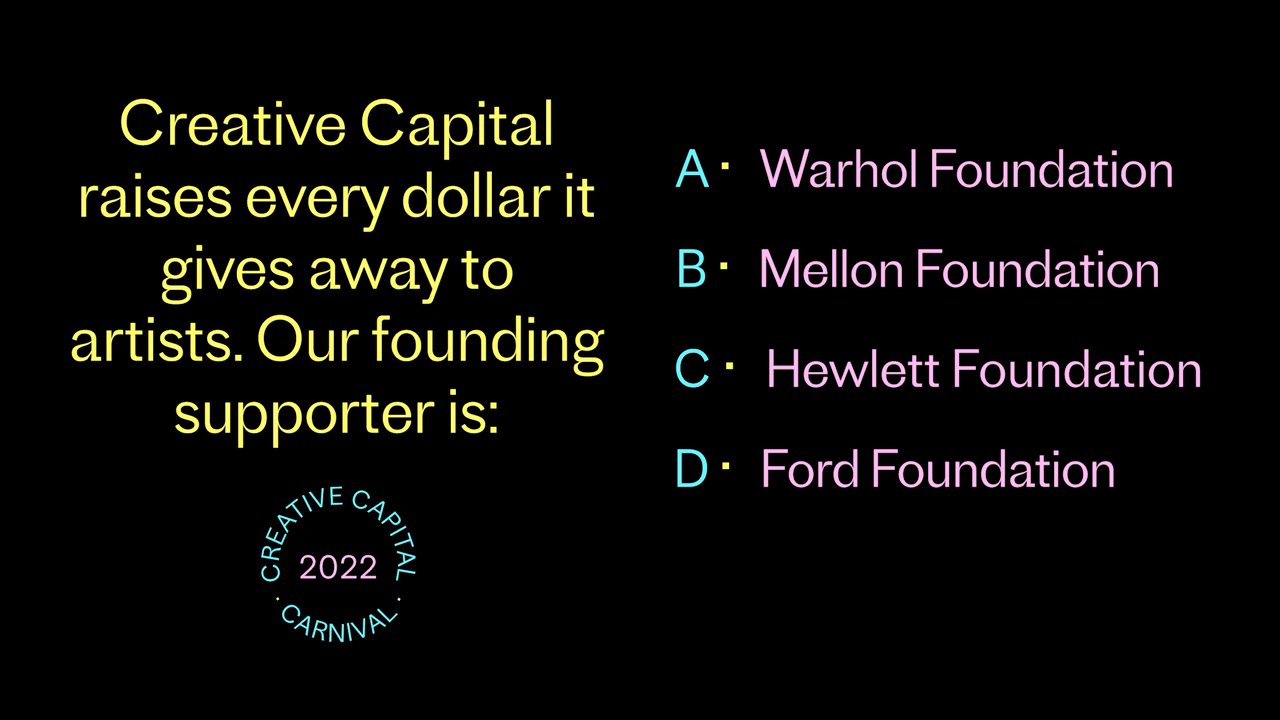 Creative Capital
raises every dollar it
gives away to
artists. Our founding
supporter is:
CREATIVE CAPITAL
2022
· CARNIVAL ·
A · Warhol Foundation
B · Mellon Foundation
C · Hewlett Foundation
D · Ford Foundation